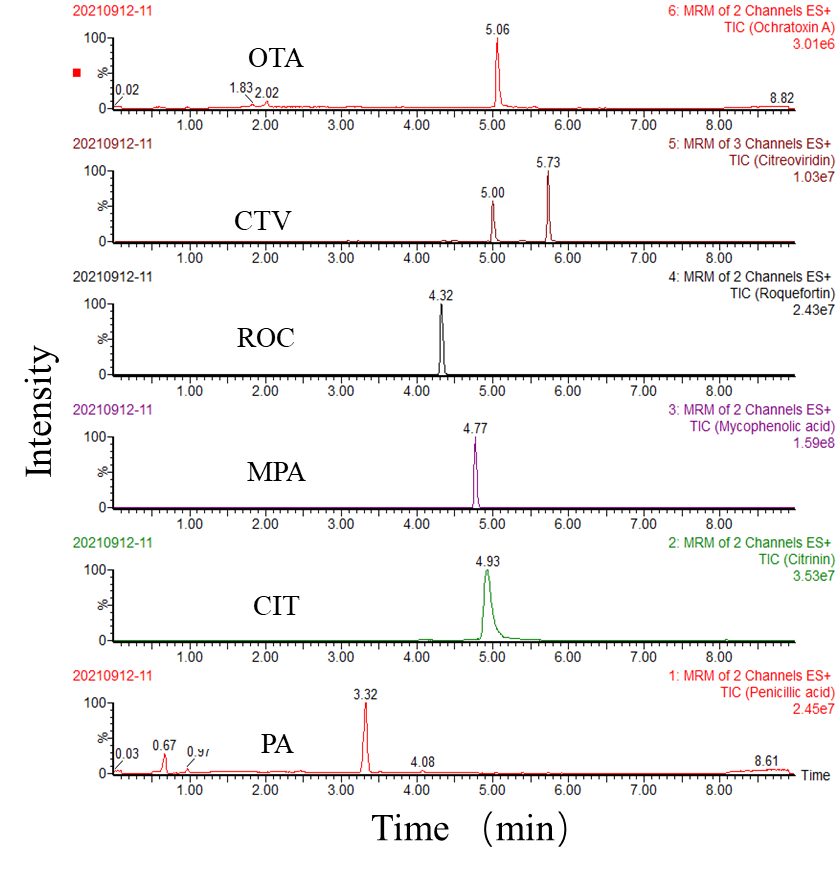 20210912-11
6: MRM of 2 Channels ES+
TIC (Ochratoxin A)
3.01e6
100
%
0
OTA
0.02
1.83
2.02
5.06
8.82
1.00 2.00 3.00 4.00 5.00 6.00 7.00 8.00
20210912-11
5: MRM of 3 Channels ES+
TIC (Citreoviridin)
1.03e7
100
%
0
CTV
5.00
5.73
1.00 2.00 3.00 4.00 5.00 6.00 7.00 8.00
20210912-11
4: MRM of 2 Channels ES+
TIC (Roquefortin)
2.43e7
100
%
0
ROC
4.32
1.00 2.00 3.00 4.00 5.00 6.00 7.00 8.00
Intensity
20210912-11
3: MRM of 2 Channels ES+
TIC (Mycophenolic acid)
1.59e8
100
%
0
MPA
4.77
1.00 2.00 3.00 4.00 5.00 6.00 7.00 8.00
20210912-11
2: MRM of 2 Channels ES+
TIC (Citrinin)
3.53e7
100
%
0
CIT
4.93
1.00 2.00 3.00 4.00 5.00 6.00 7.00 8.00
20210912-11
1: MRM of 2 Channels ES+
TIC (Penicillic acid)
2.45e7
100
%
0
PA
0.03
0.67
0.97
3.32
4.08
8.61
Time
1.00 2.00 3.00 4.00 5.00 6.00 7.00 8.00
Time （min）